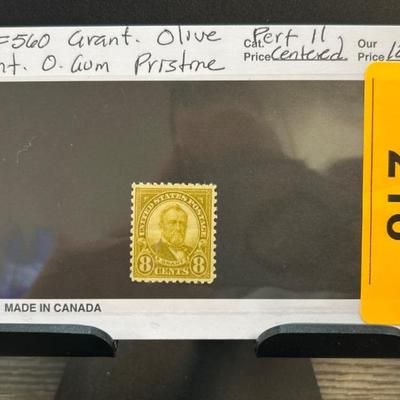 =560 Grant. Olive Perf 11
Cat. Our
nt. O. Gum Pristine Price Centered. Price
UNITED STATES POSTAGE
GRANT
8 CENTS 8
MADE IN CANADA